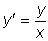 y' = y/x